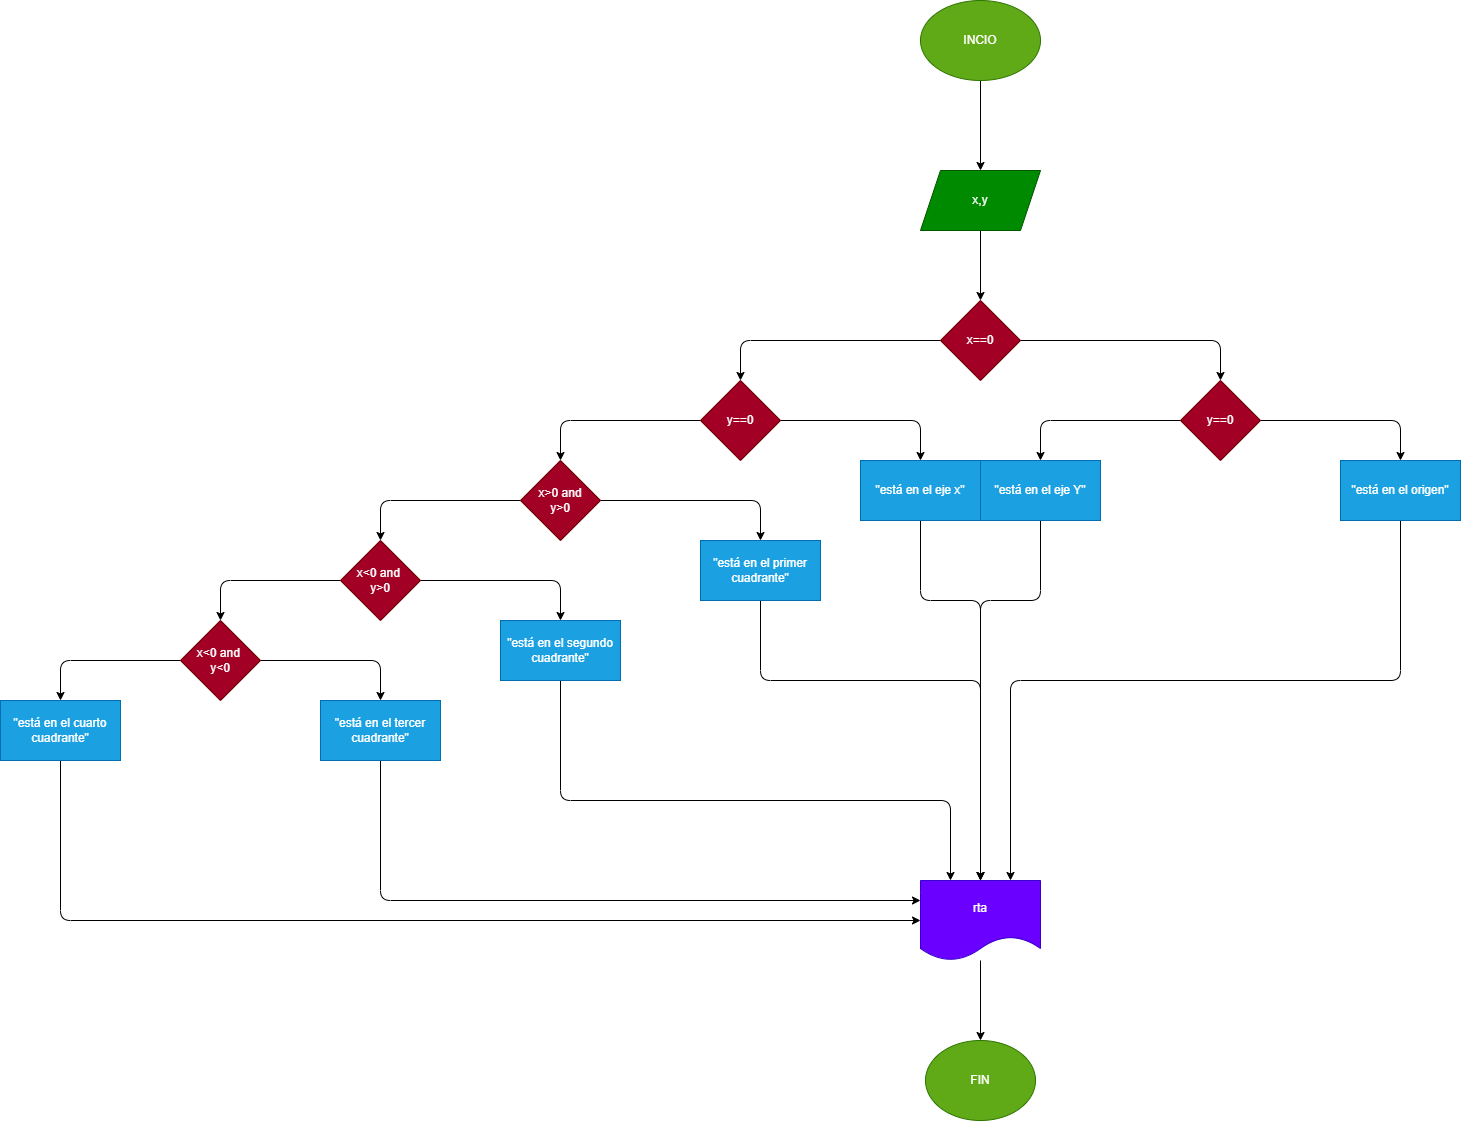 INCIO
x,y
x==0
y==0
y==0
x>0 and
y>0
"está en el eje x"
"está en el eje Y"
"está en el origen"
x<0 and
y>0
"está en el primer
cuadrante"
x<0 and
y<0
"está en el segundo
cuadrante"
"está en el cuarto
cuadrante"
"está en el tercer
cuadrante"
rta
FIN